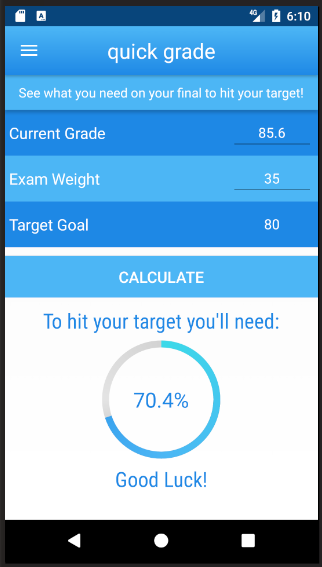 4G 6:10
quick grade
See what you need on your final to hit your target!
Current Grade 85.6
Exam Weight 35
Target Goal 80
CALCULATE
To hit your target you'll need:
70.4%
Good Luck!